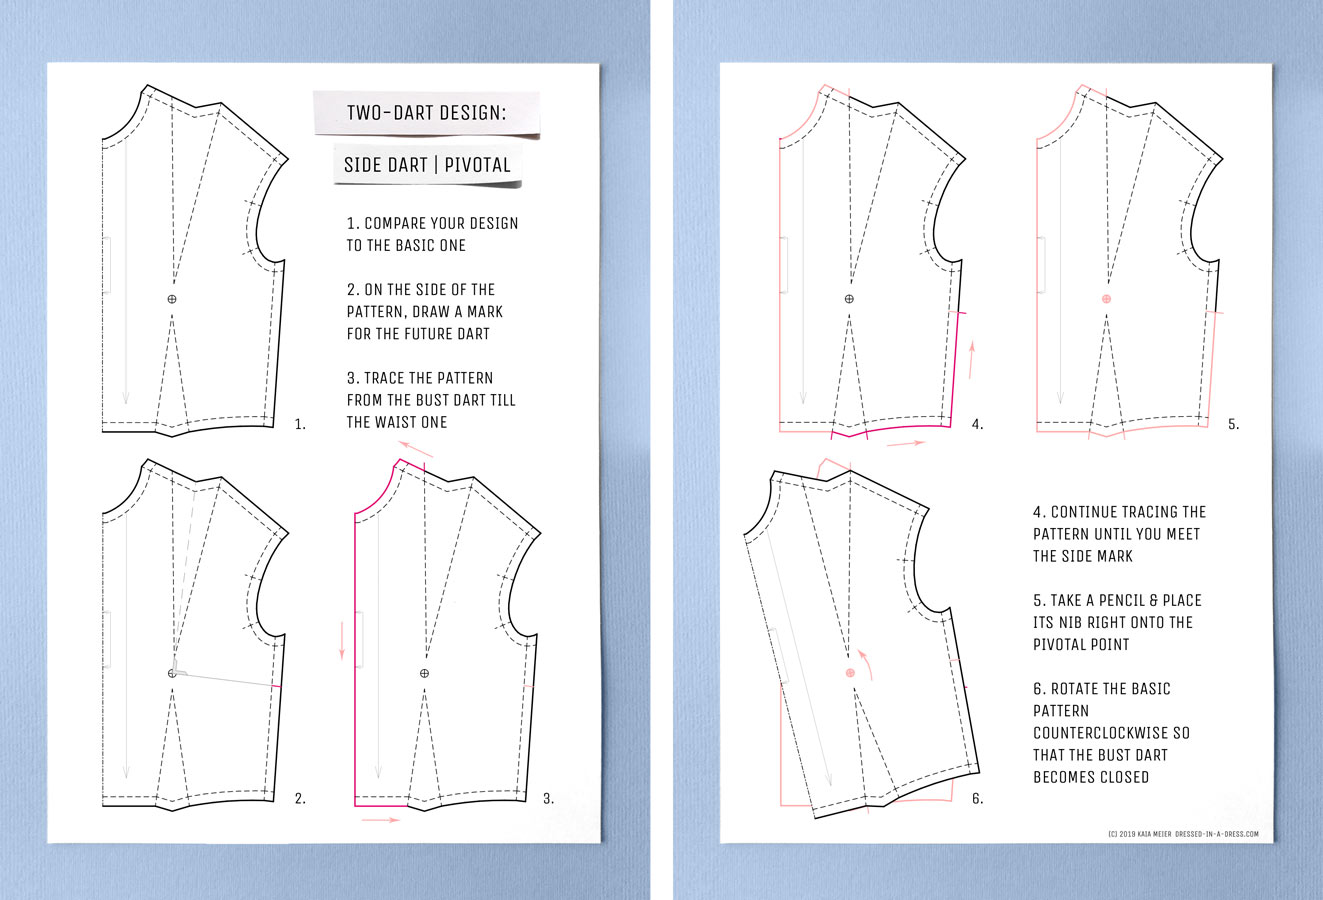 TWO-DART DESIGN:
SIDE DART | PIVOTAL
1. COMPARE YOUR DESIGN
TO THE BASIC ONE
2. ON THE SIDE OF THE
PATTERN, DRAW A MARK
FOR THE FUTURE DART
3. TRACE THE PATTERN
FROM THE BUST DART TILL
THE WAIST ONE
1.
2.
3.
4.
5.
4. CONTINUE TRACING THE
PATTERN UNTIL YOU MEET
THE SIDE MARK
5. TAKE A PENCIL & PLACE
ITS NIB RIGHT ONTO THE
PIVOTAL POINT
6. ROTATE THE BASIC
PATTERN
COUNTERCLOCKWISE SO
THAT THE BUST DART
BECOMES CLOSED
6.
(C) 2019 KAIA MEIER DRESSED-IN-A-DRESS.COM